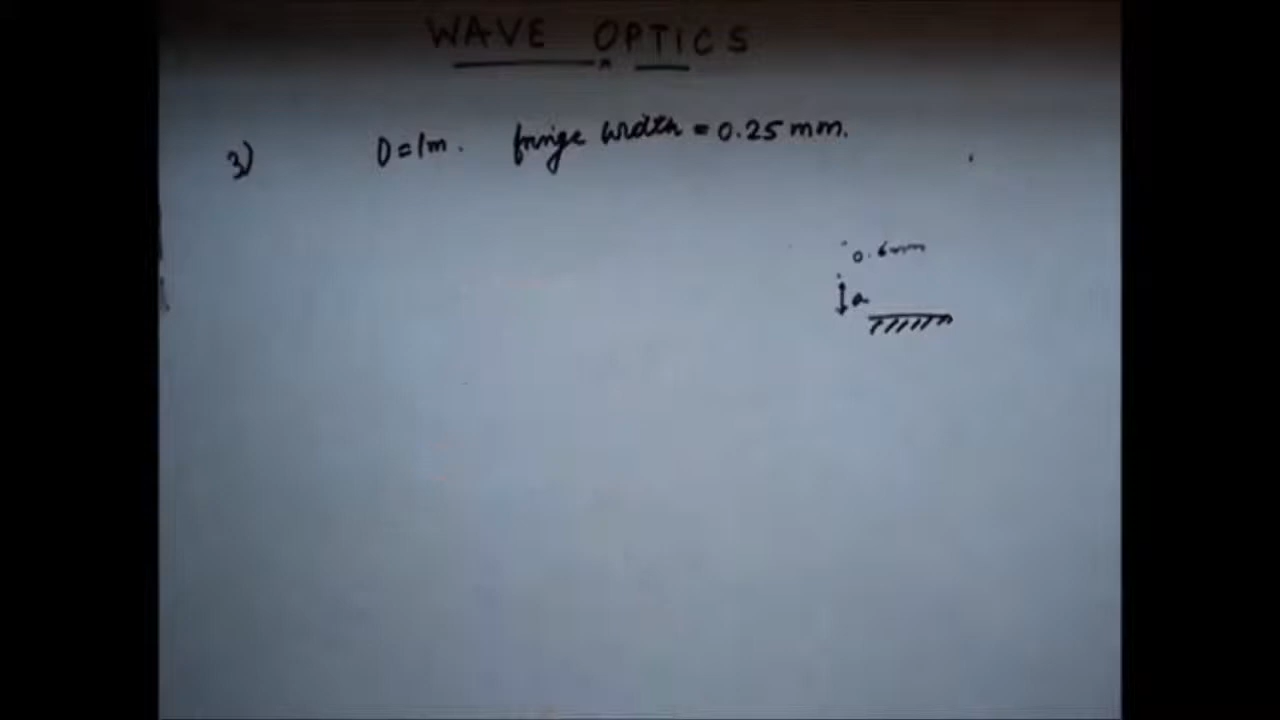 WAVE OPTICS
3) D=1m. fringe width = 0.25 mm.
0.6mm
a